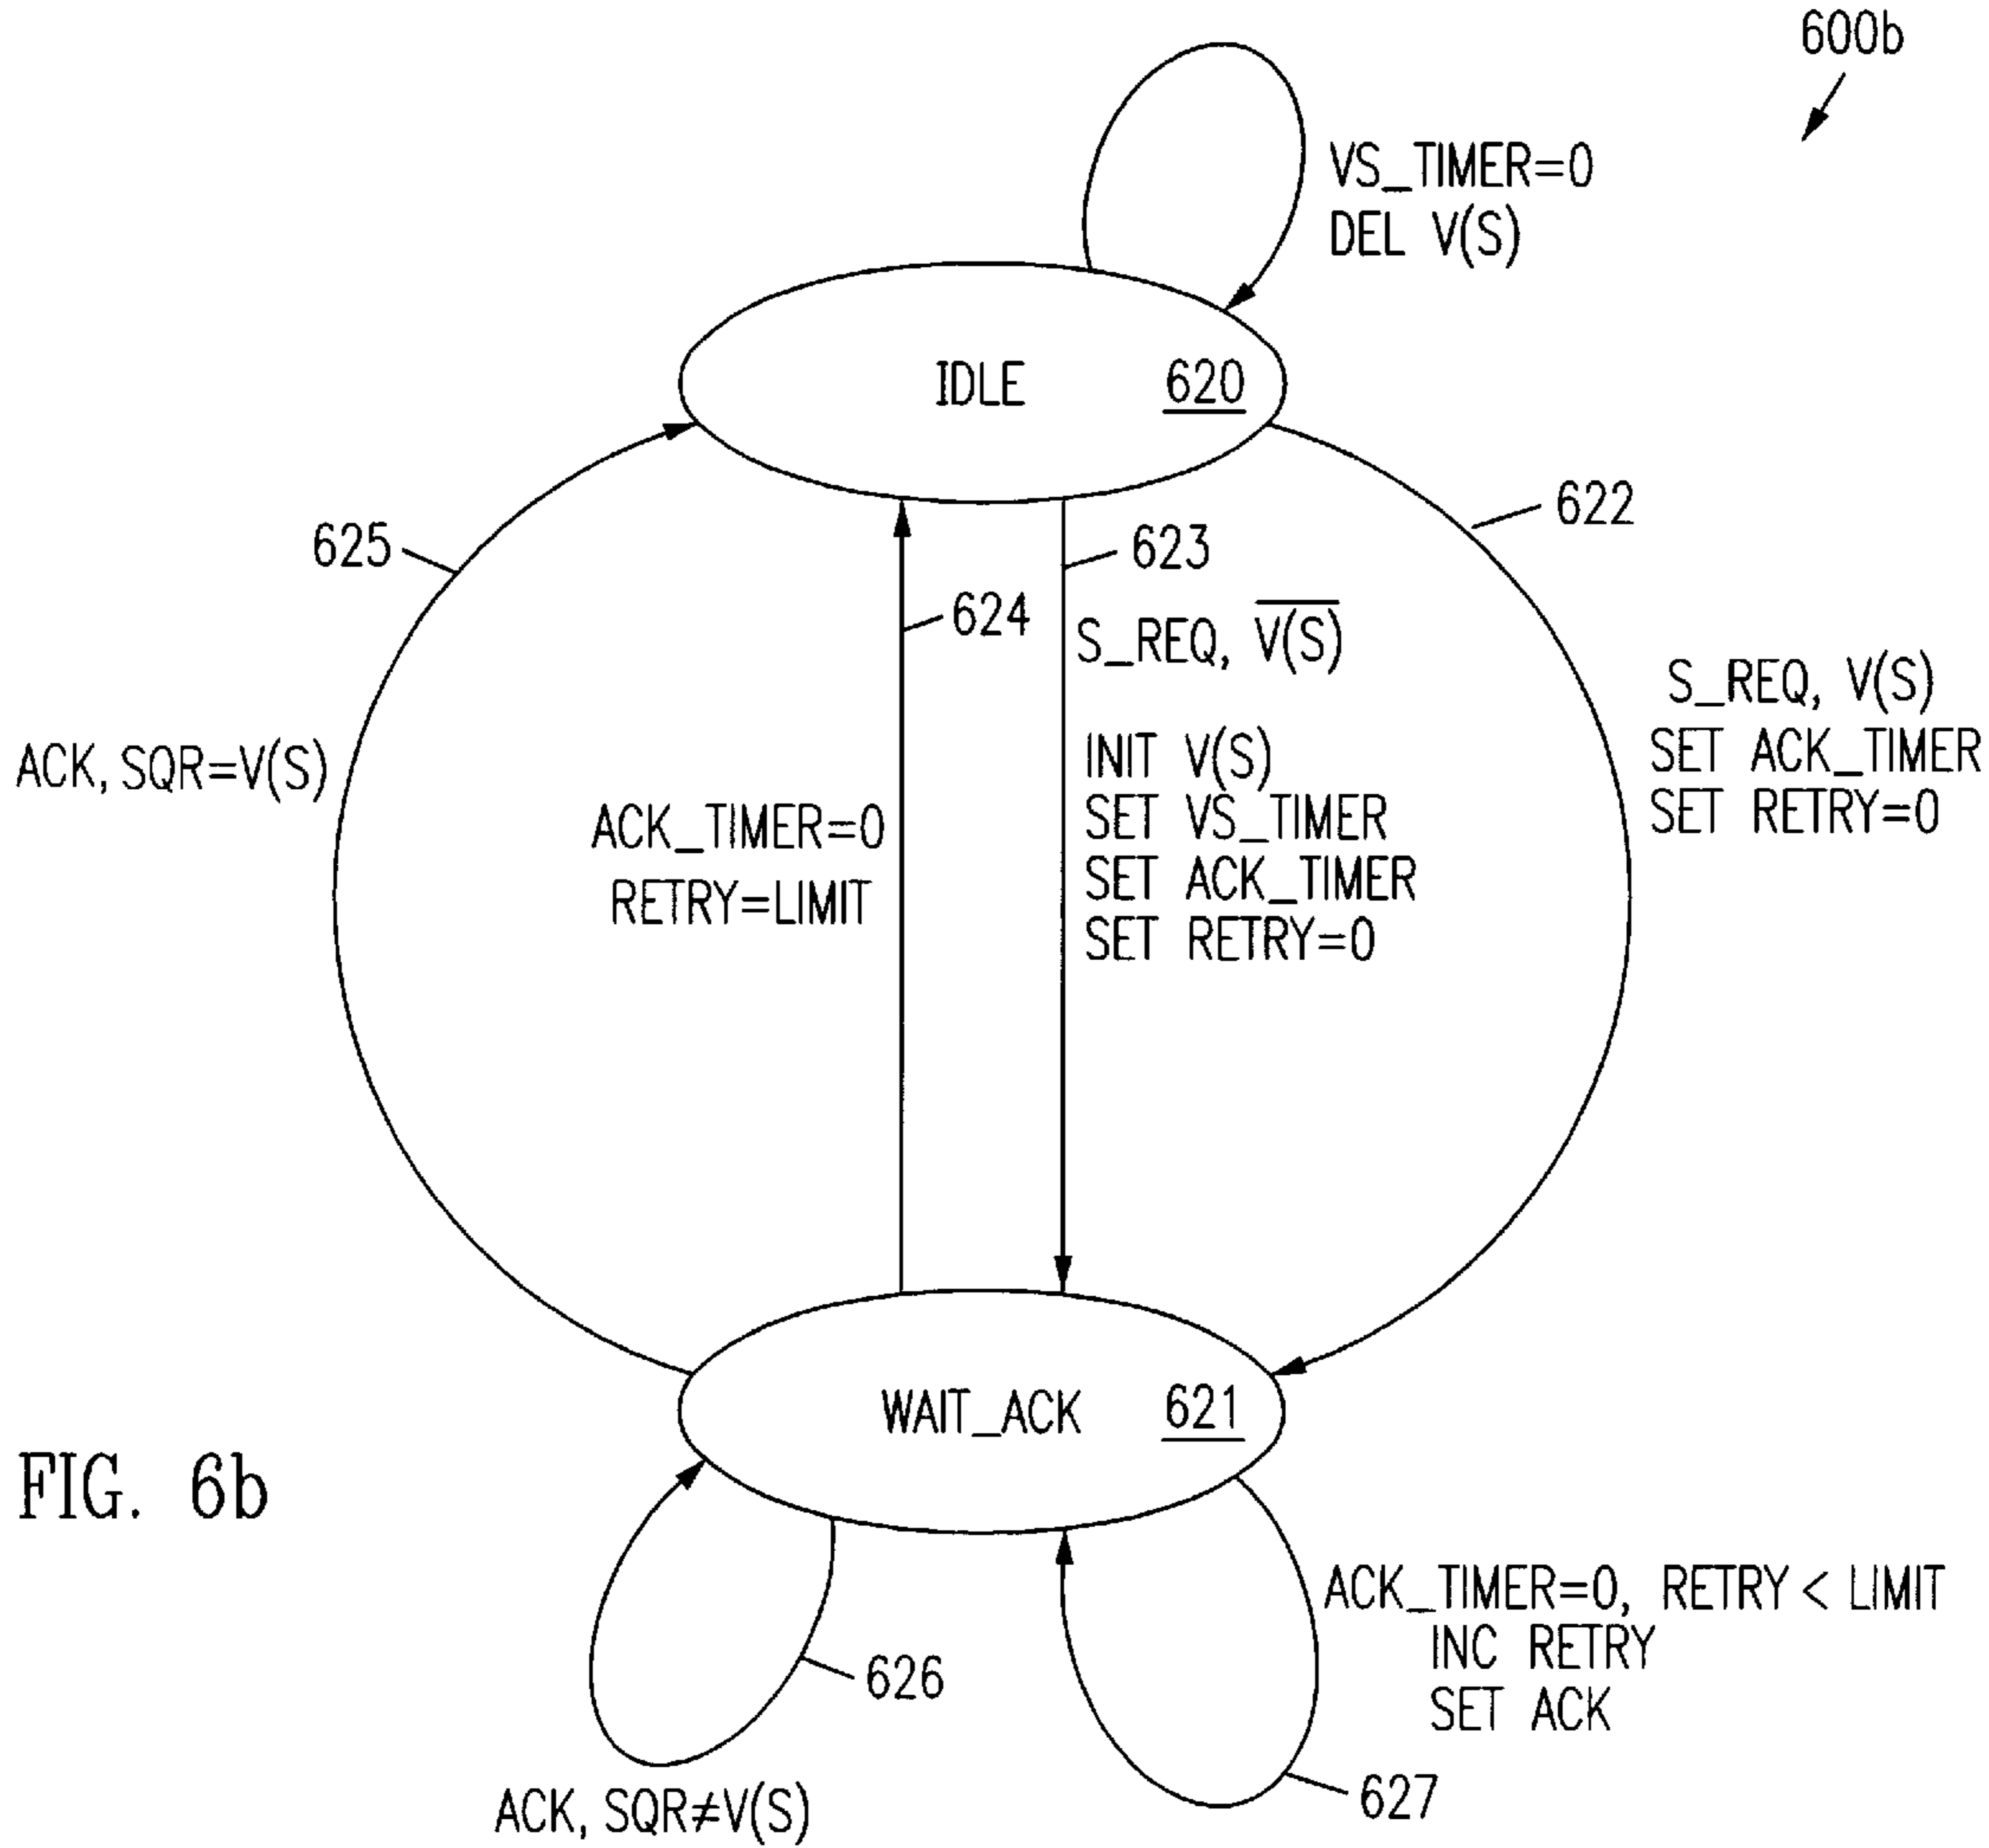 600b
VS_TIMER=0
DEL V(S)
IDLE 620
622
625
623
624
S_REQ, V̅(̅S̅)̅
S_REQ, V(S)
SET ACK_TIMER
SET RETRY=0
ACK, SQR=V(S)
INIT V(S)
SET VS_TIMER
SET ACK_TIMER
SET RETRY=0
ACK_TIMER=0
RETRY=LIMIT
WAIT_ACK 621
FIG. 6b
ACK_TIMER=0, RETRY < LIMIT
INC RETRY
SET ACK
626
627
ACK, SQR≠V(S)